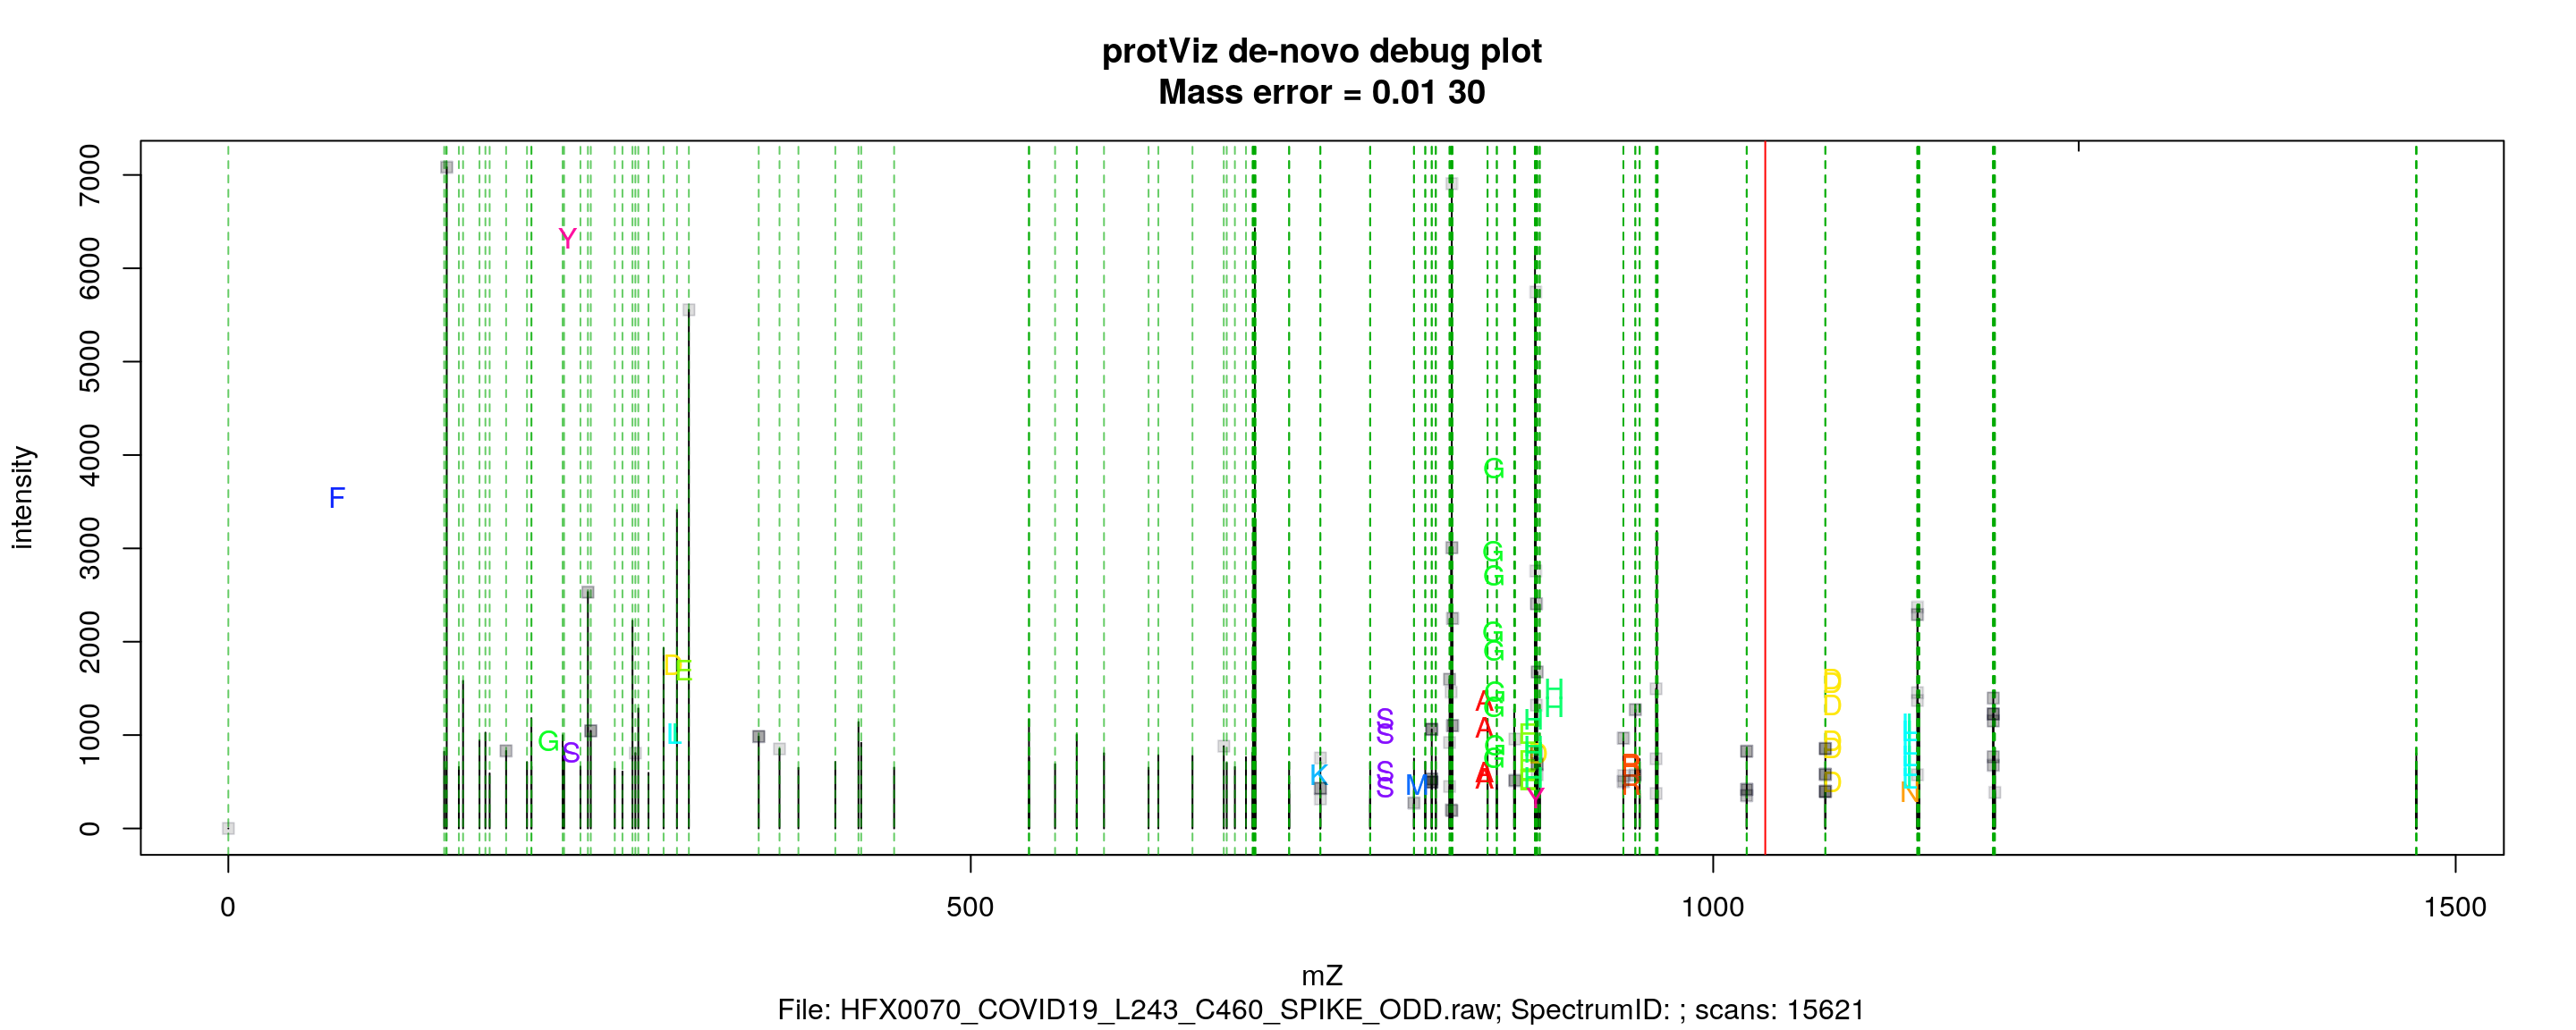 protViz de-novo debug plot
Mass error = 0.01 30
intensity
7000
6000
5000
4000
3000
2000
1000
0
Y
F
G
S
D E
L
K
S
S
S
S
M
G
G
G
G
G
G
G
G
A
A
A
H
H
Y
R
D
D
D
D
D
D
N
0 500 1000 1500
mZ
File: HFX0070_COVID19_L243_C460_SPIKE_ODD.raw; SpectrumID: ; scans: 15621